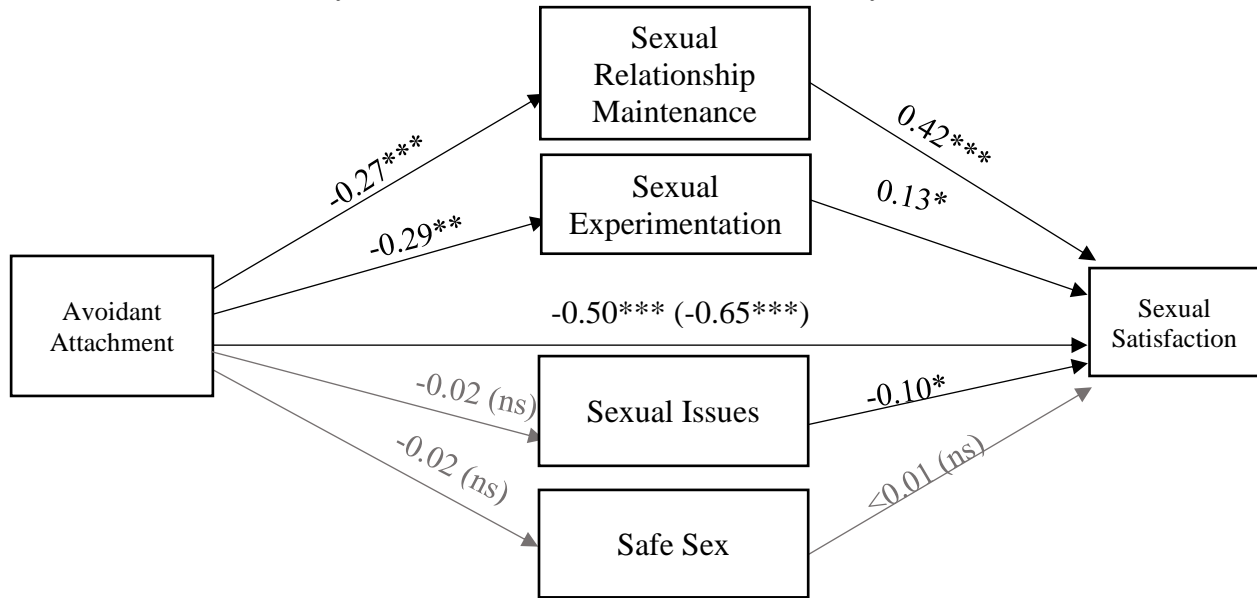 Sexual
Relationship
Maintenance
0.42***
-0.27***
Sexual
Experimentation
0.13*
-0.29**
Avoidant
Attachment
-0.50*** (-0.65***)
Sexual
Satisfaction
-0.02 (ns)
Sexual Issues
-0.10*
-0.02 (ns)
<0.01 (ns)
Safe Sex